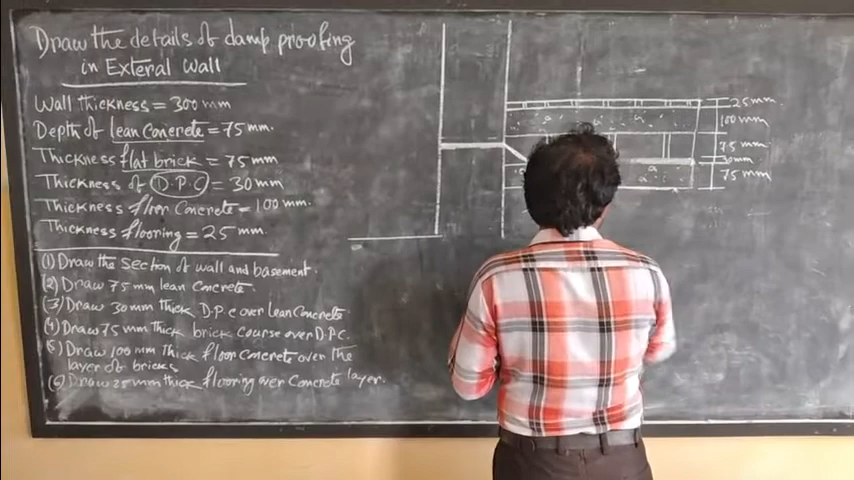 Draw the details of damp proofing
in Exteral wall
Wall thickness = 300 mm
Depth of lean Concrete = 75 mm.
Thickness flat brick = 75 mm
Thickness of D.P.C = 30 mm
Thickness floor Concrete = 100 mm.
Thickness flooring = 25 mm.
(1) Draw the section of wall and basement.
(2) Draw 75 mm lean concrete.
(3) Draw 30 mm thick D.P.C over Lean Concrete
(4) Draw 75 mm thick brick course over D.P.C.
(5) Draw 100 mm Thick floor Concrete over the
layer of bricks
(6) Draw 25 mm thick flooring over Concrete layer.
25 mm.
100 mm.
75 mm.
30mm
75 mm